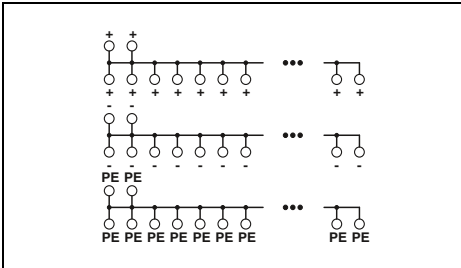 + +
+ + + + + + + + +
- -
- - - - - - - - -
PE PE
PE PE PE PE PE PE PE PE PE